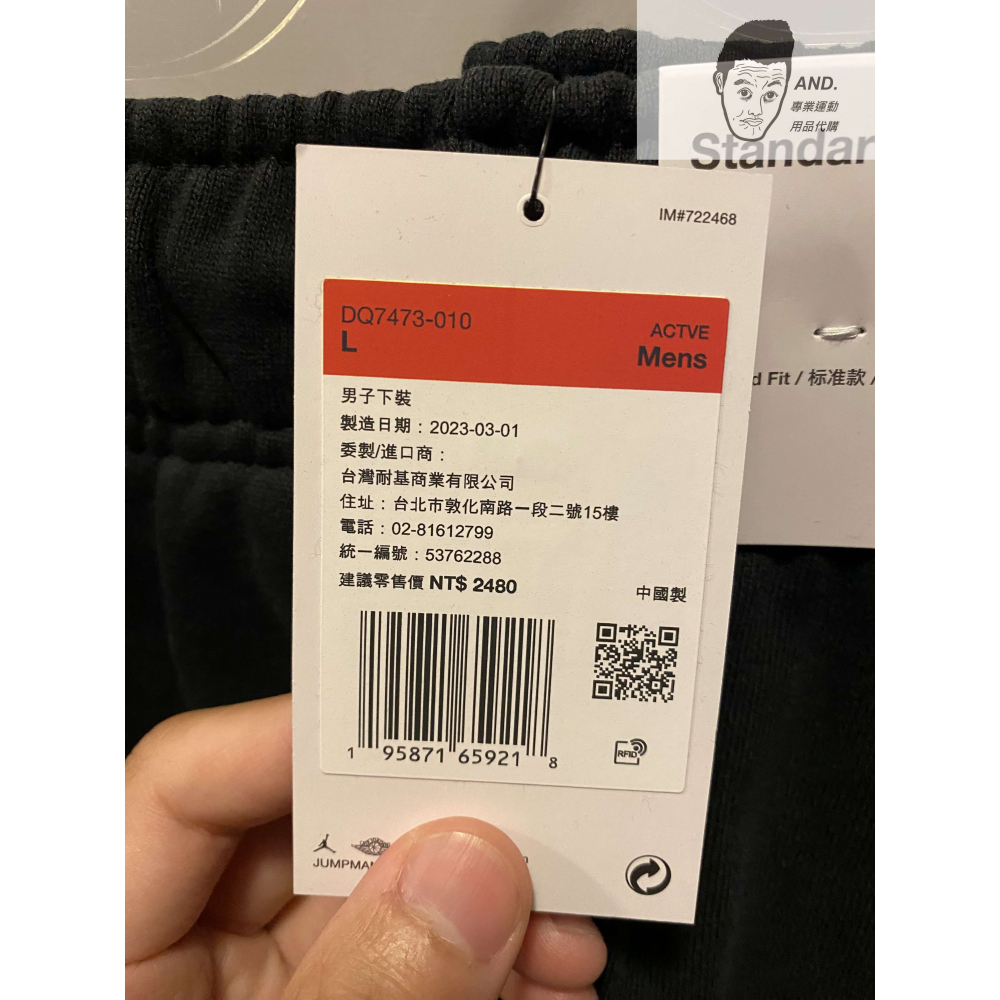 AND.
專業運動
用品代購
Standar
IM#722468
DQ7473-010
L
ACTVE
Mens
d Fit / 标准款 /
男子下裝
製造日期：2023-03-01
委製/進口商：
台灣耐基商業有限公司
住址：台北市敦化南路一段二號15樓
電話：02-81612799
統一編號：53762288
建議零售價 NT$ 2480
中國製
1 95871 65921 8
RFID
JUMPMAN